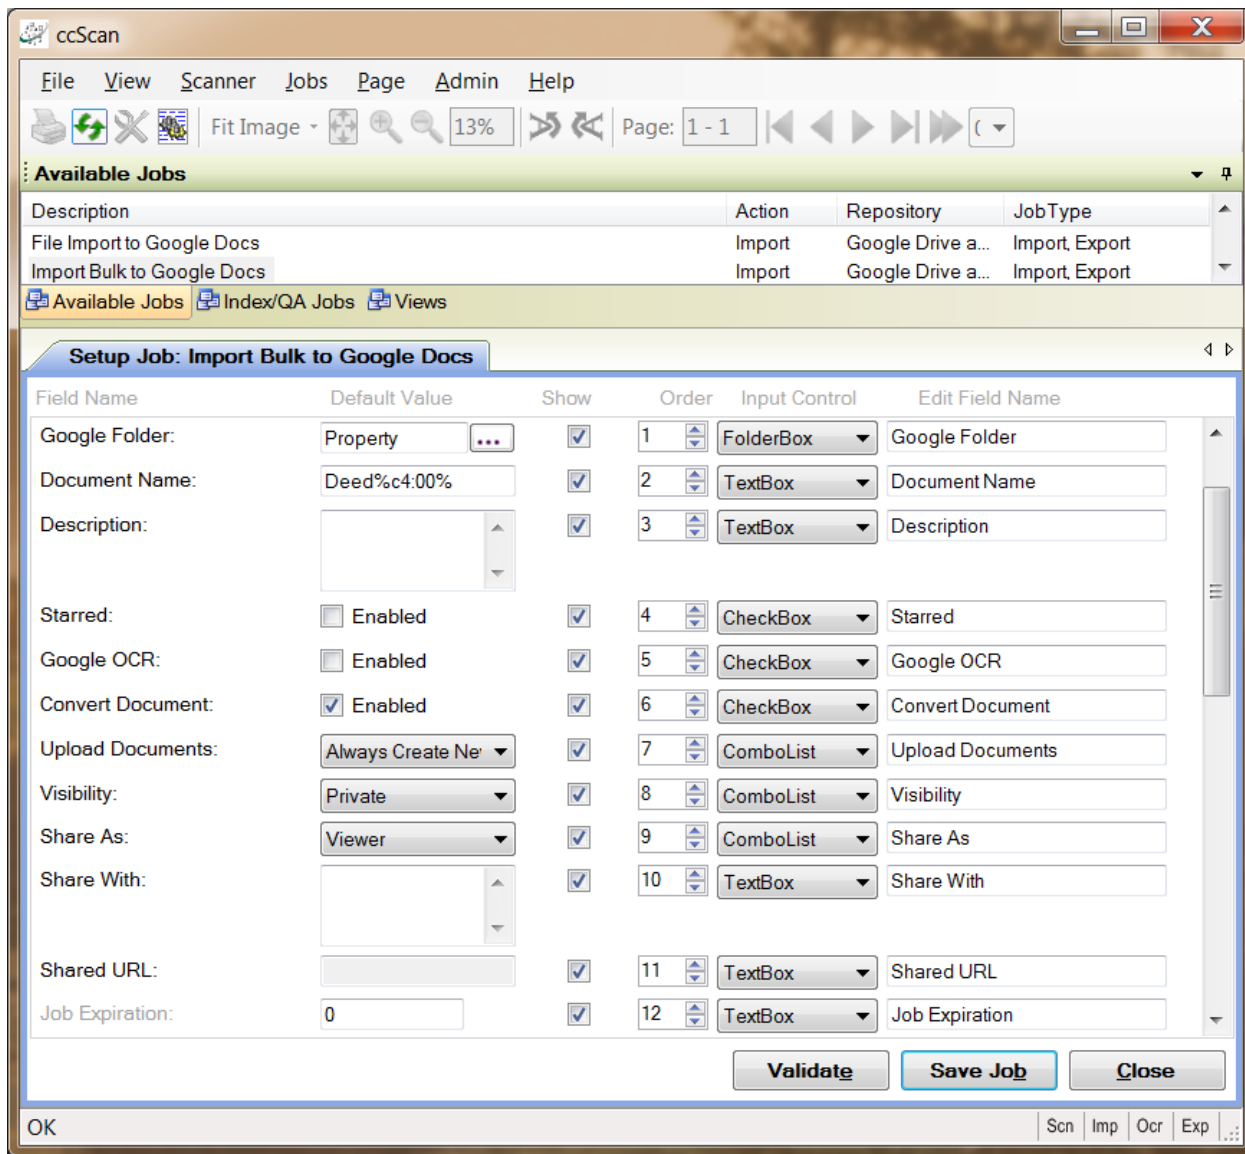 ccScan
File View Scanner Jobs Page Admin Help
Fit Image 13% Page: 1 - 1 (
Available Jobs
Description Action Repository JobType
File Import to Google Docs Import Google Drive a... Import, Export
Import Bulk to Google Docs Import Google Drive a... Import, Export
Available Jobs Index/QA Jobs Views
Setup Job: Import Bulk to Google Docs
Field Name Default Value Show Order Input Control Edit Field Name
Google Folder: Property ... 1 FolderBox Google Folder
Document Name: Deed%c4:00% 2 TextBox Document Name
Description: 3 TextBox Description
Starred: Enabled 4 CheckBox Starred
Google OCR: Enabled 5 CheckBox Google OCR
Convert Document: Enabled 6 CheckBox Convert Document
Upload Documents: Always Create Ne 7 ComboList Upload Documents
Visibility: Private 8 ComboList Visibility
Share As: Viewer 9 ComboList Share As
Share With: 10 TextBox Share With
Shared URL: 11 TextBox Shared URL
Job Expiration: 0 12 TextBox Job Expiration
Validate Save Job Close
OK Scn Imp Ocr Exp